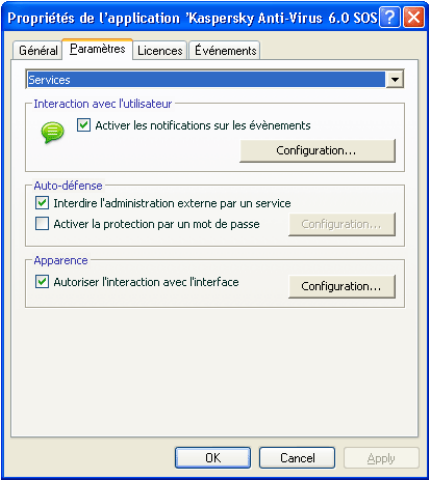 Propriétés de l'application 'Kaspersky Anti-Virus 6.0 SOS
Général Paramètres Licences Événements
Services
Interaction avec l'utilisateur
Activer les notifications sur les évènements
Configuration...
Auto-défense
Interdire l'administration externe par un service
Activer la protection par un mot de passe Configuration...
Apparence
Autoriser l'interaction avec l'interface Configuration...
OK Cancel Apply